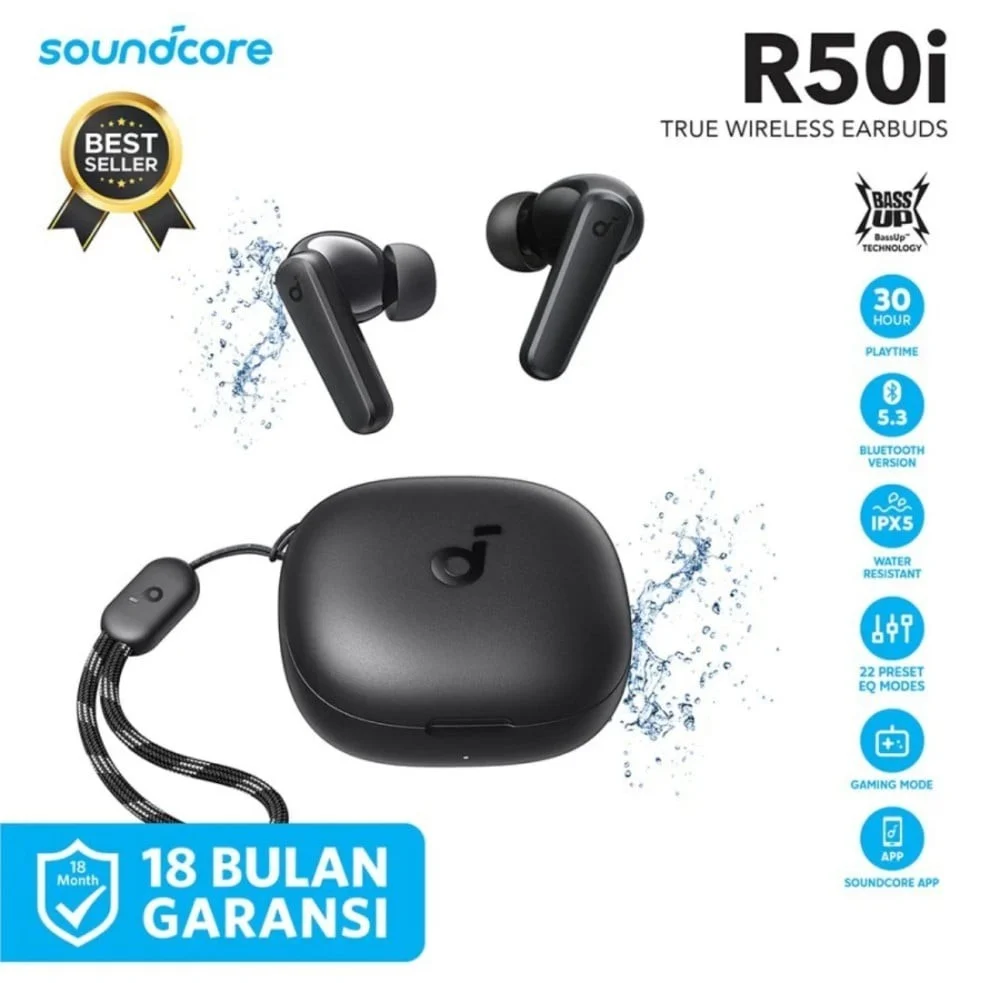 soundcore
R50i
TRUE WIRELESS EARBUDS
BEST
SELLER
BASS
UP
BassUp™
TECHNOLOGY
30
HOUR
PLAYTIME
5.3
BLUETOOTH
VERSION
IPX5
WATER
RESISTANT
22 PRESET
EQ MODES
GAMING MODE
APP
SOUNDCORE APP
18
Month
18 BULAN
GARANSI